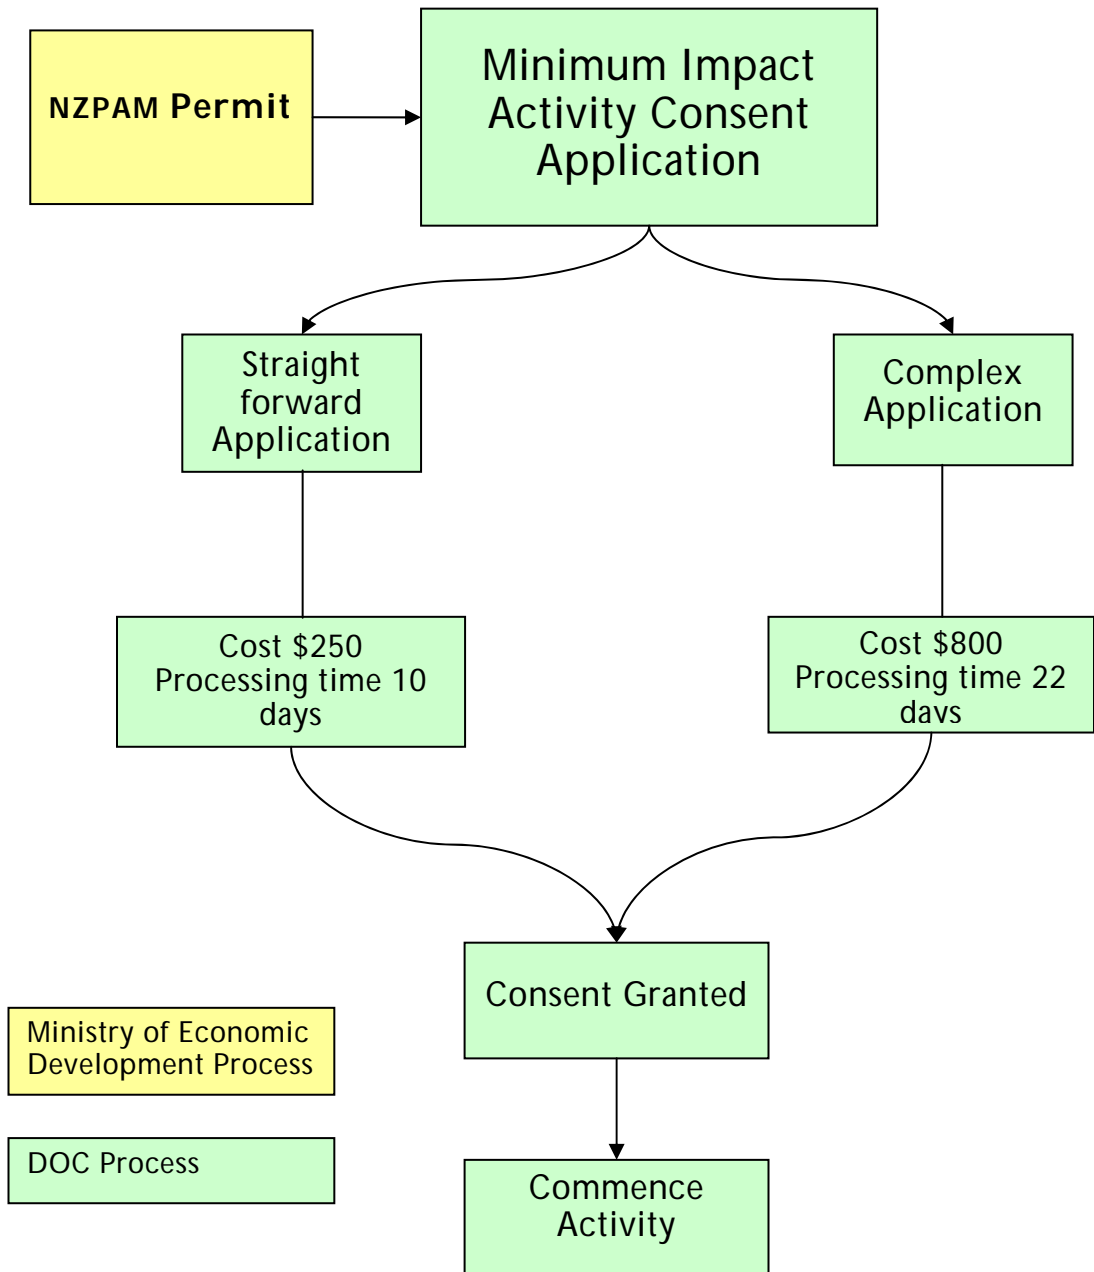 NZPAM Permit
Minimum Impact
Activity Consent
Application
Straight
forward
Application
Complex
Application
Cost $250
Processing time 10
days
Cost $800
Processing time 22
days
Consent Granted
Ministry of Economic
Development Process
DOC Process
Commence
Activity